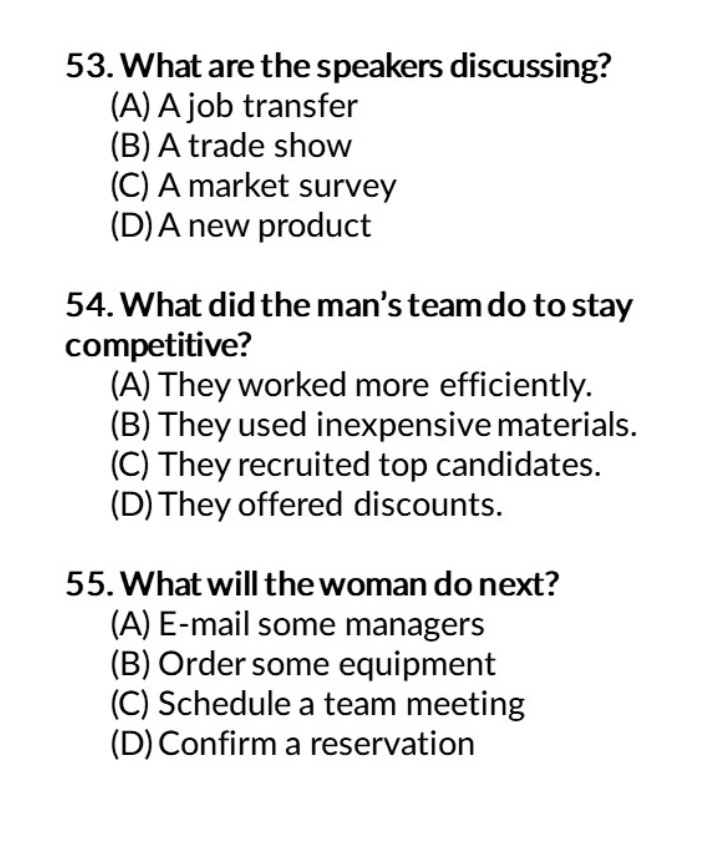 53. What are the speakers discussing?
(A) A job transfer
(B) A trade show
(C) A market survey
(D) A new product
54. What did the man's team do to stay
competitive?
(A) They worked more efficiently.
(B) They used inexpensive materials.
(C) They recruited top candidates.
(D) They offered discounts.
55. What will the woman do next?
(A) E-mail some managers
(B) Order some equipment
(C) Schedule a team meeting
(D) Confirm a reservation